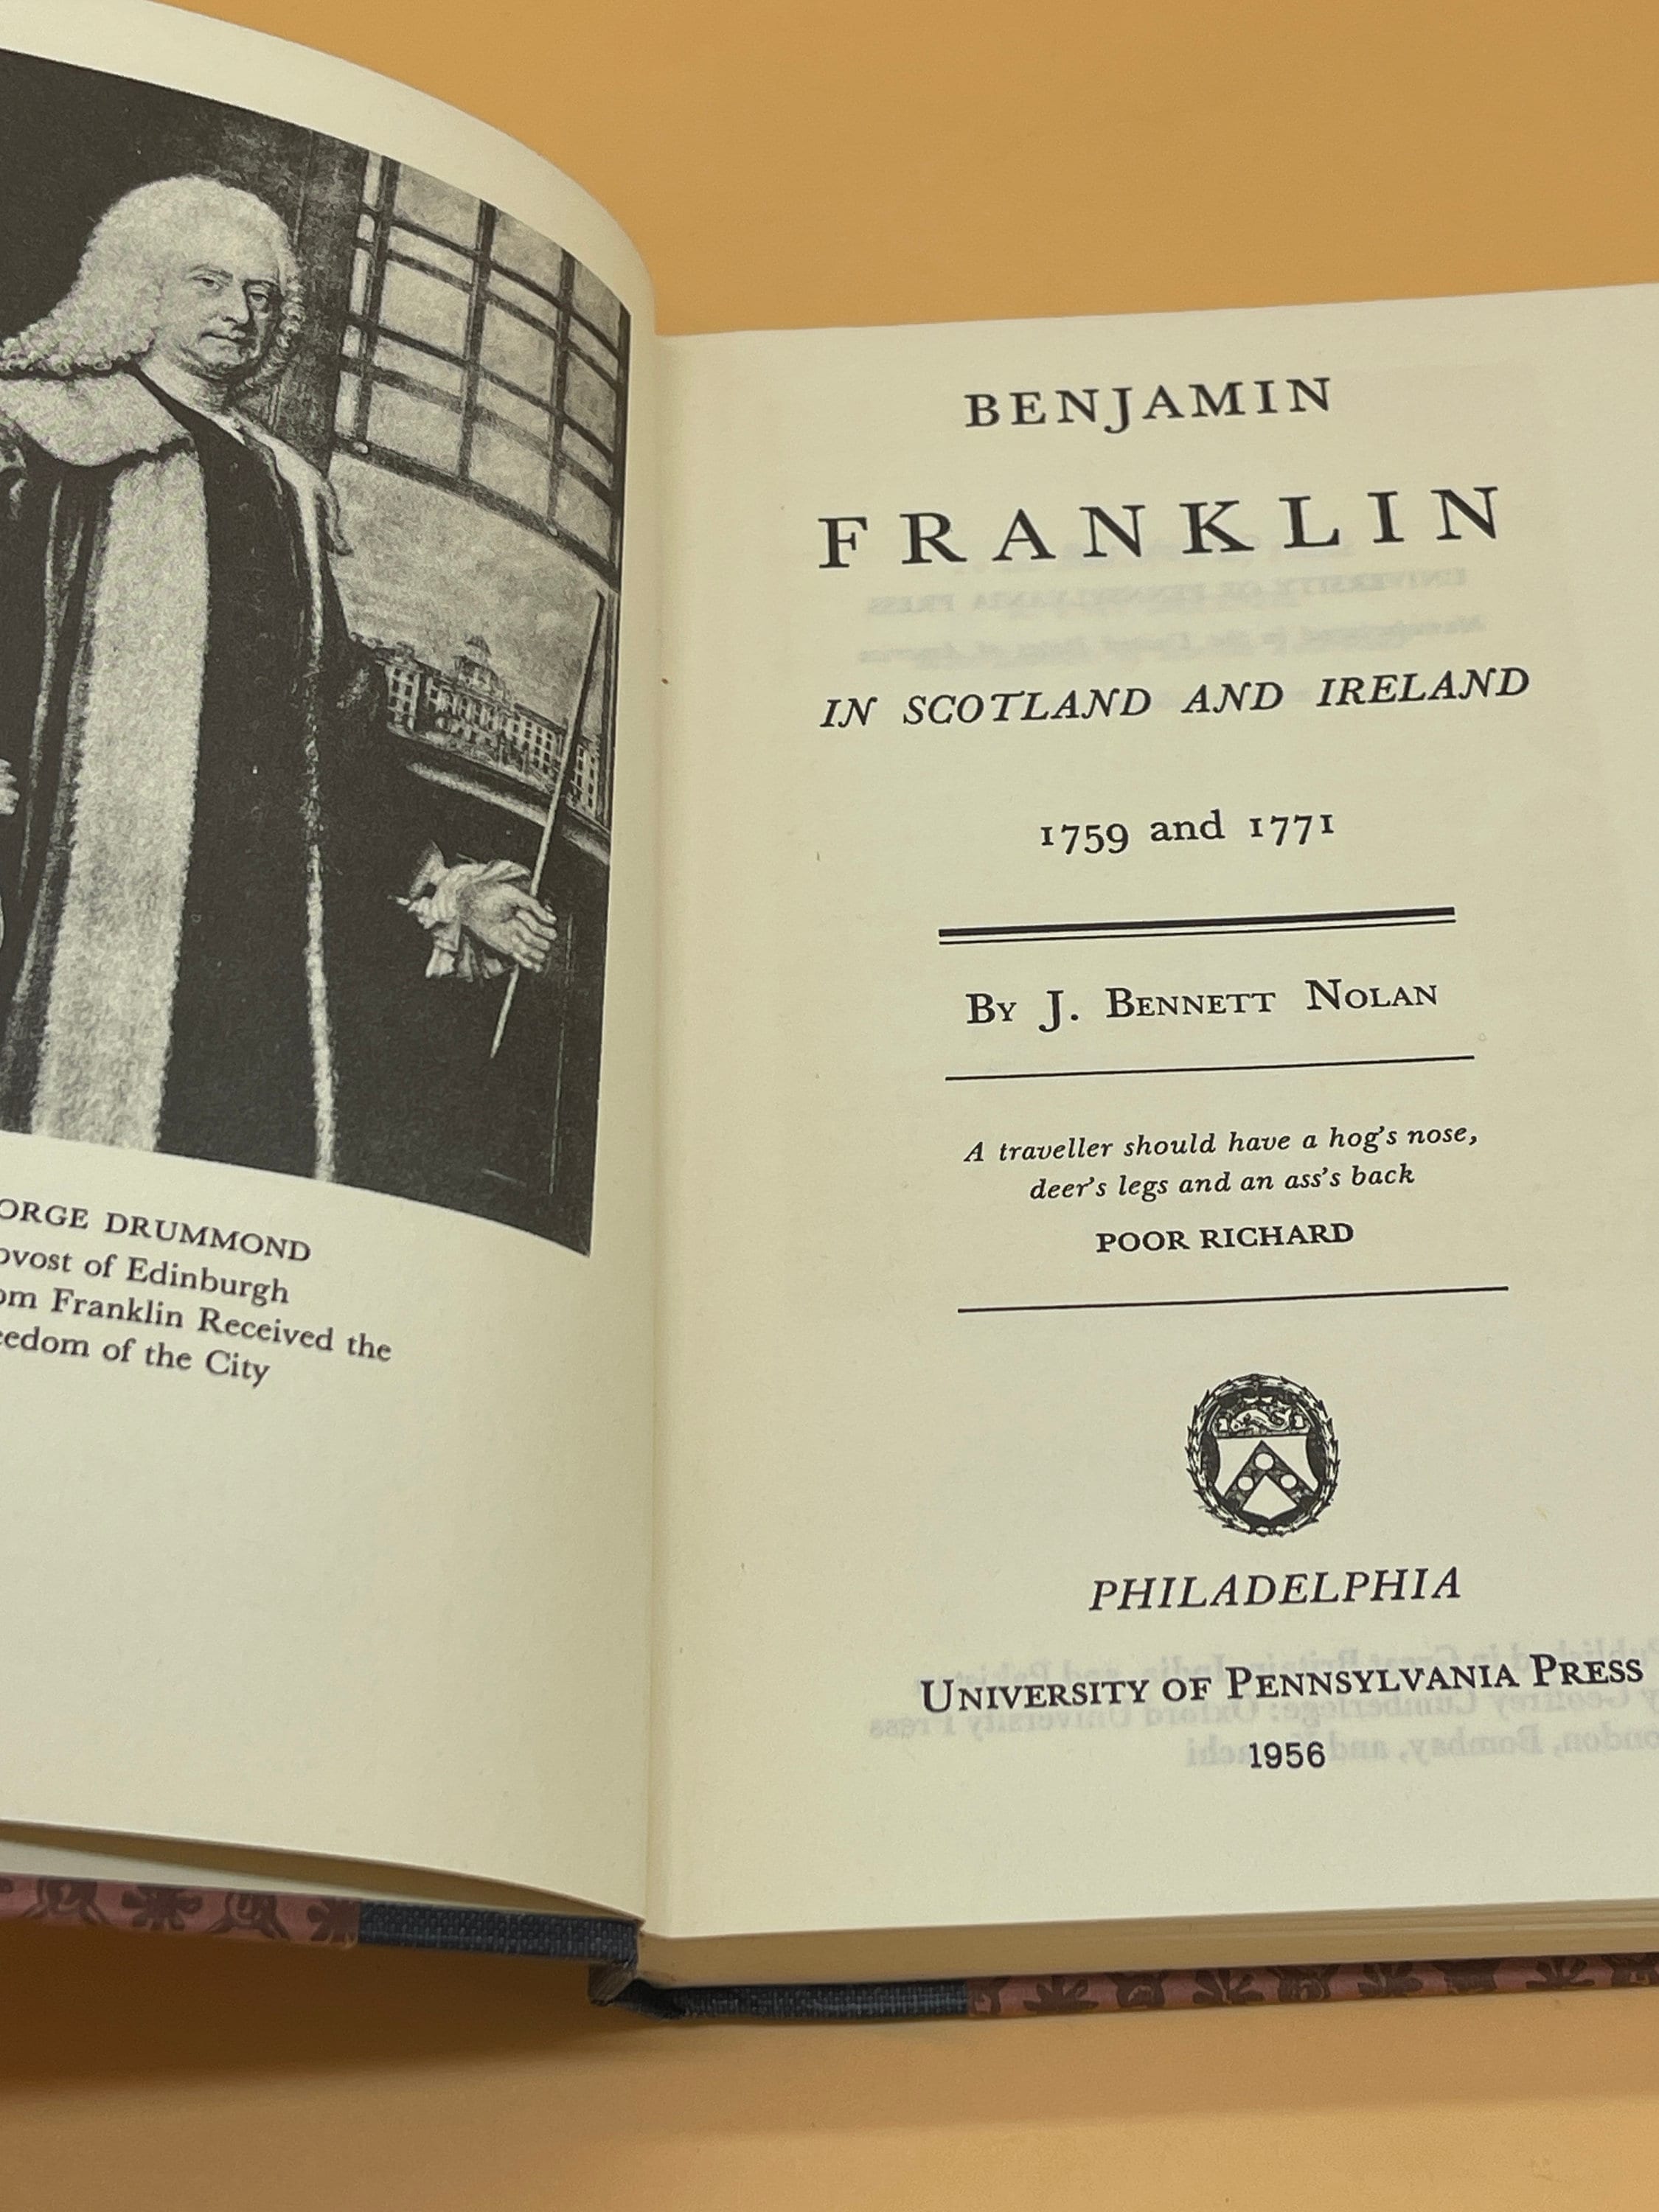 ORGE DRUMMOND
ovost of Edinburgh
om Franklin Received the
eedom of the City
BENJAMIN
FRANKLIN
IN SCOTLAND AND IRELAND
1759 and 1771
By J. Bennett Nolan
A traveller should have a hog's nose,
deer's legs and an ass's back
POOR RICHARD
PHILADELPHIA
University of Pennsylvania Press
1956